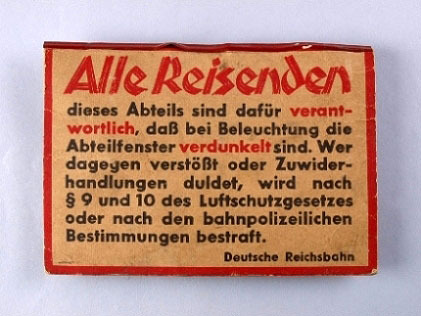 Alle Reisenden
dieses Abteils sind dafür verant-
wortlich, daß bei Beleuchtung die
Abteilfenster verdunkelt sind. Wer
dagegen verstößt oder Zuwider-
handlungen duldet, wird nach
§ 9 und 10 des Luftschutzgesetzes
oder nach den bahnpolizeilichen
Bestimmungen bestraft.
Deutsche Reichsbahn